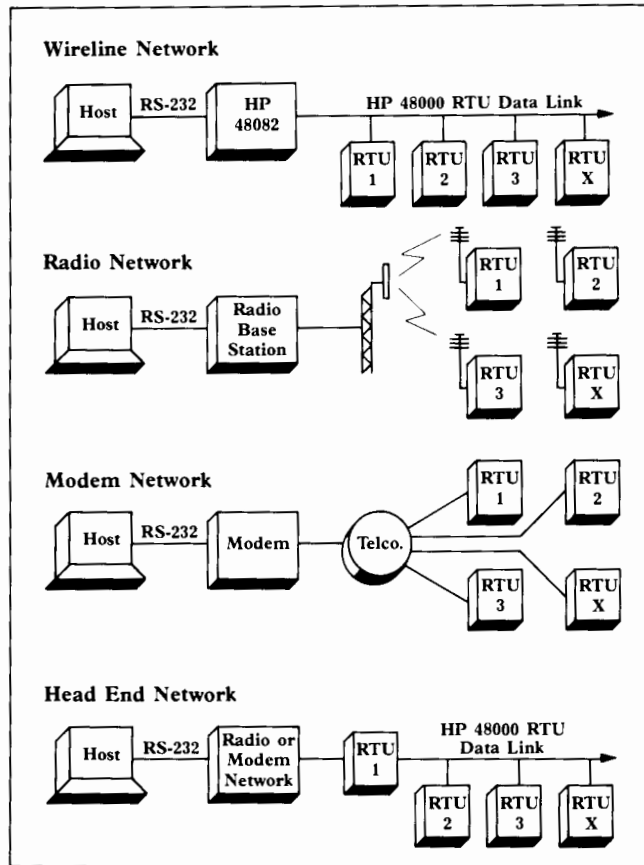 Wireline Network
Host
RS-232
HP
48082
HP 48000 RTU Data Link
RTU
1
RTU
2
RTU
3
RTU
X
Radio Network
Host
RS-232
Radio
Base
Station
RTU
1
RTU
2
RTU
3
RTU
X
Modem Network
Host
RS-232
Modem
Telco.
RTU
1
RTU
2
RTU
3
RTU
X
Head End Network
Host
RS-232
Radio or
Modem
Network
RTU
1
HP 48000 RTU
Data Link
RTU
2
RTU
3
RTU
X